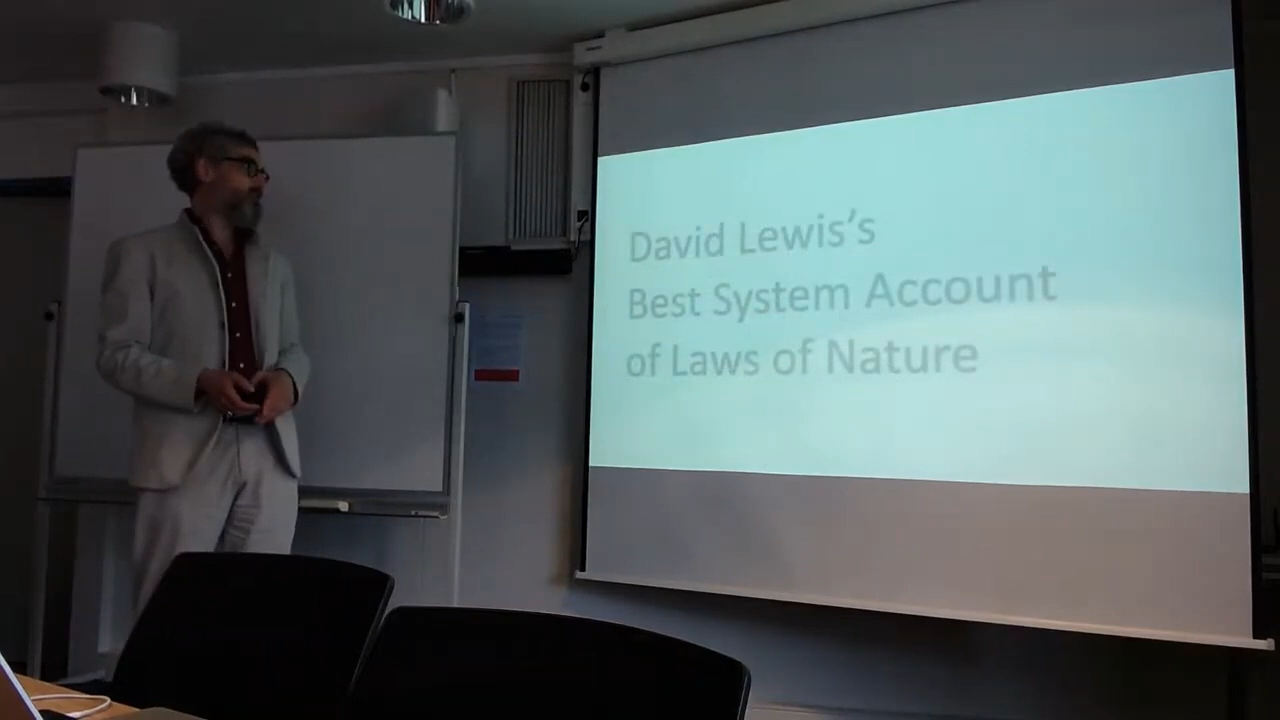 David Lewis’s
Best System Account
of Laws of Nature